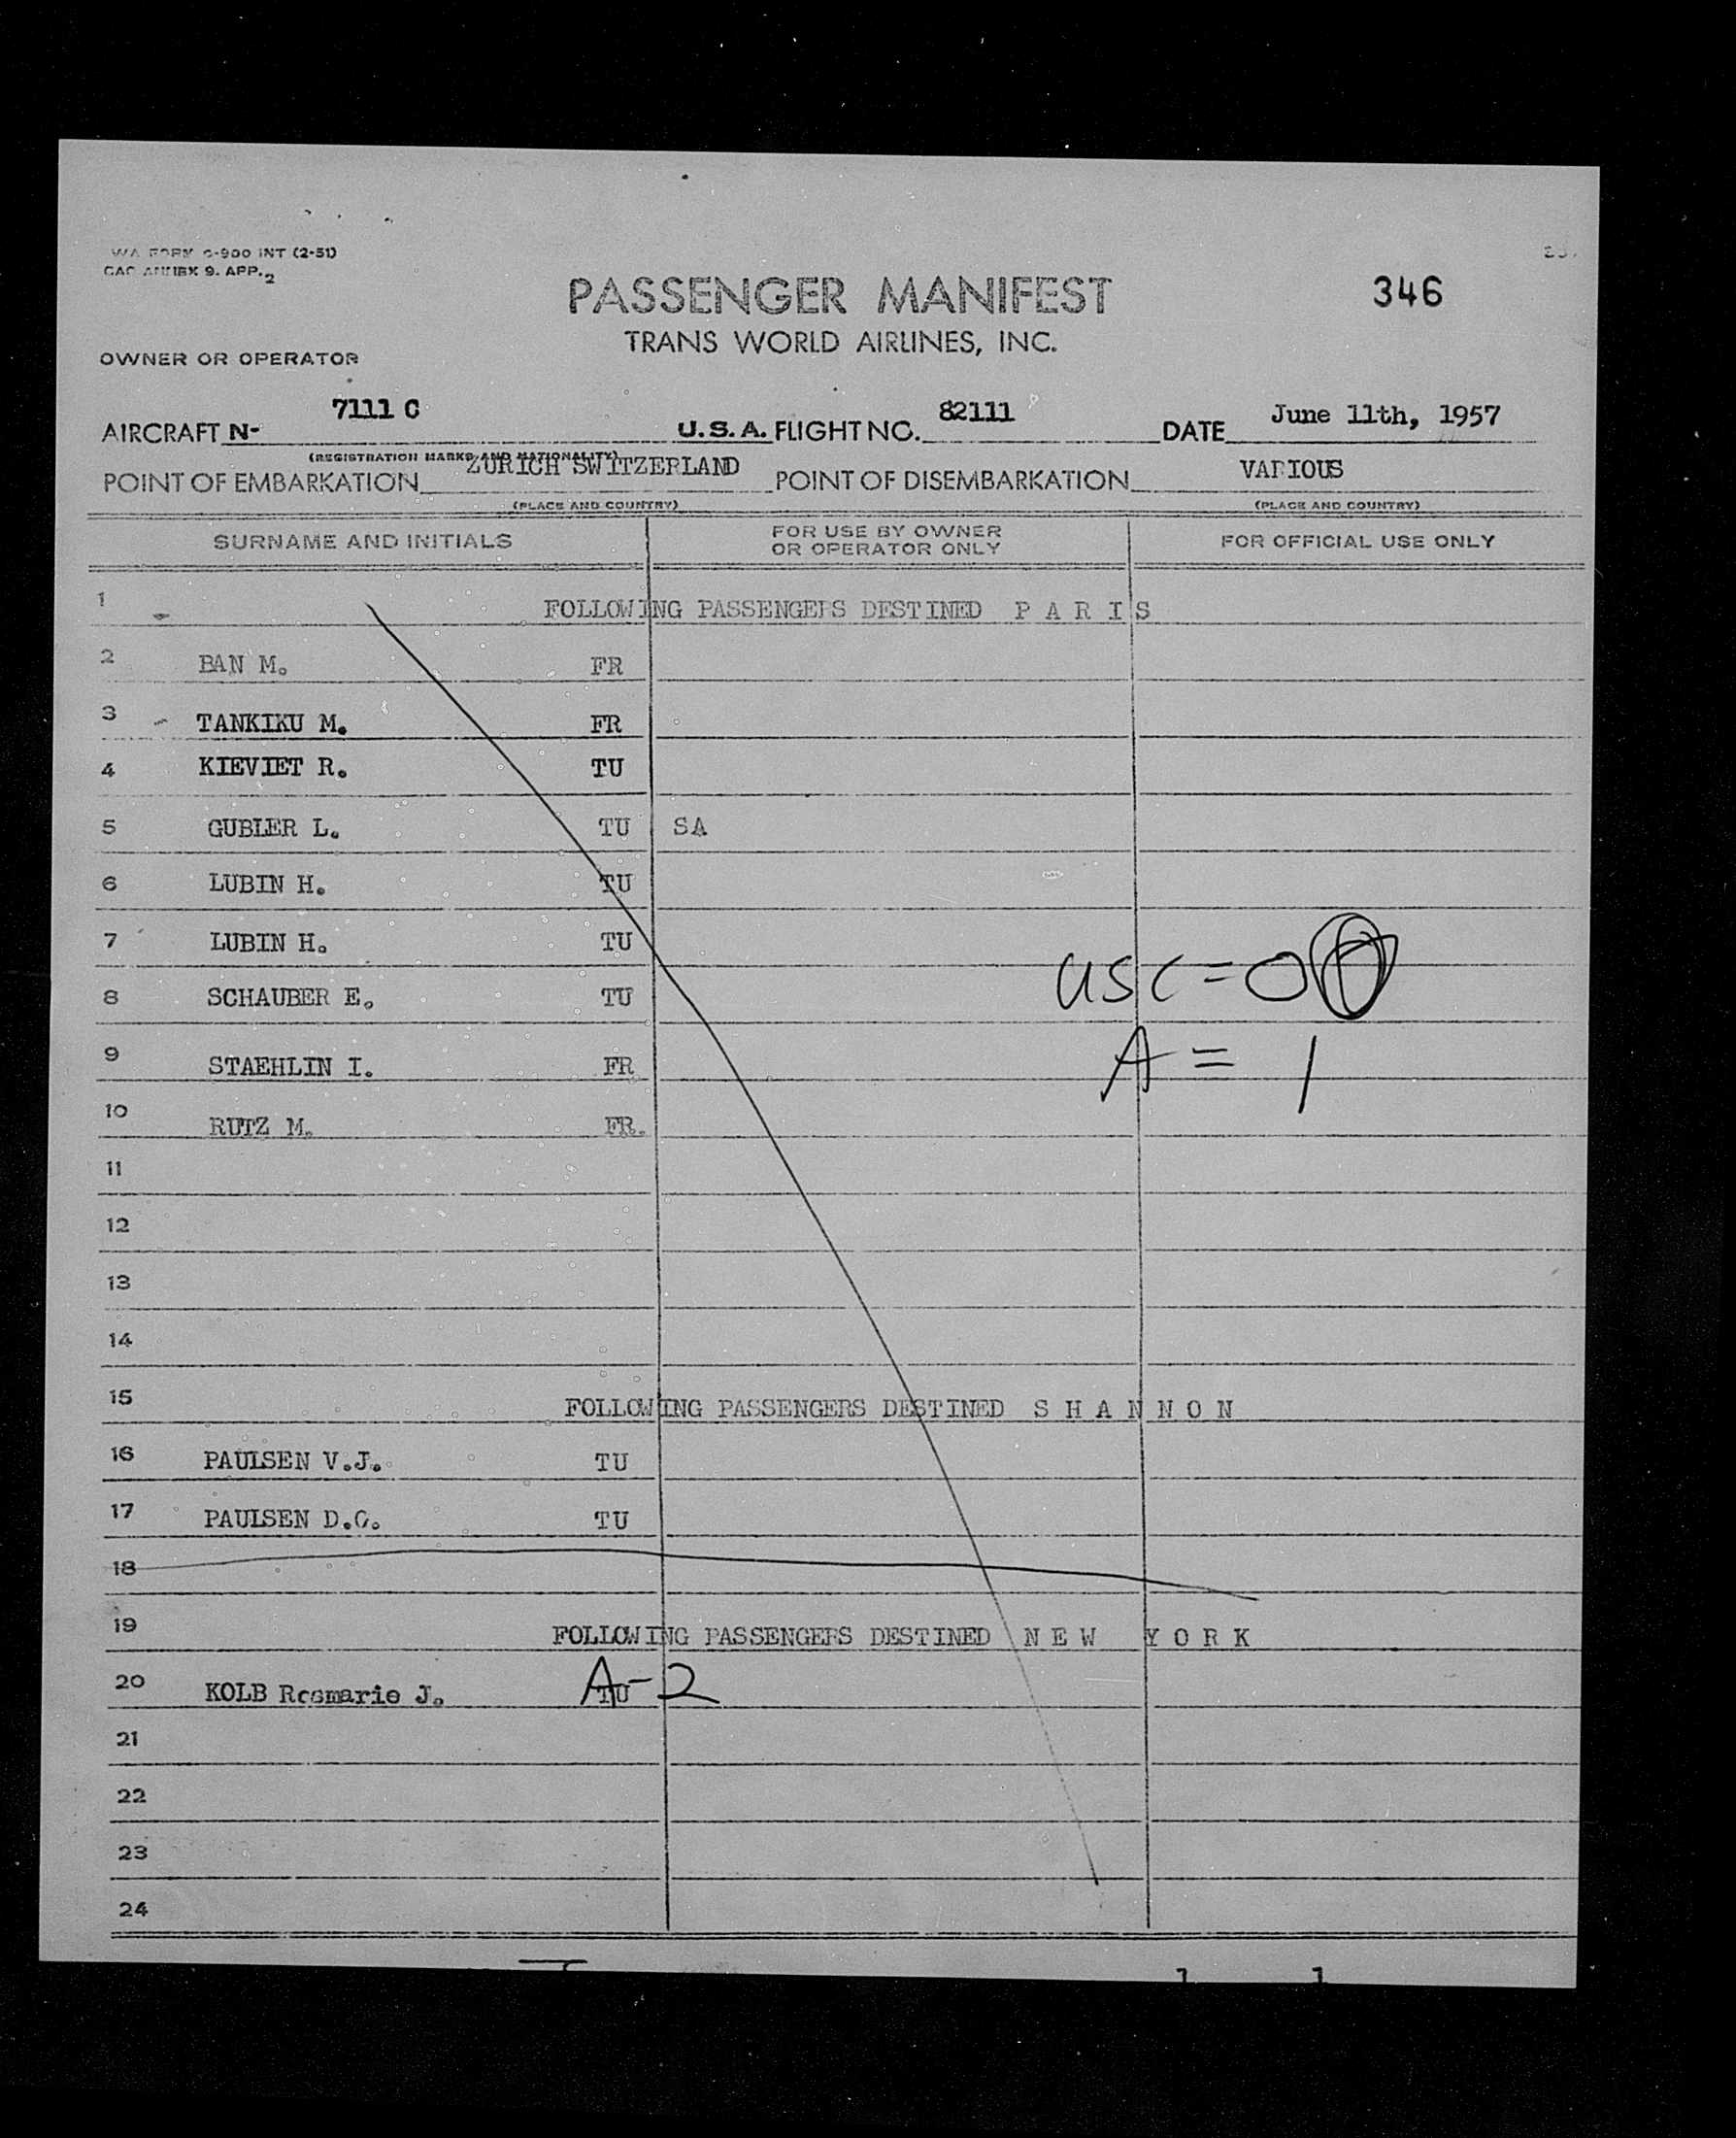 WA FORM C-900 INT (2-51)
CAO ANNEX 9. APP. 2
PASSENGER MANIFEST
346
TRANS WORLD AIRLINES, INC.
OWNER OR OPERATOR
AIRCRAFT N- 7111 C U.S.A. FLIGHT NO. 82111 DATE June 11th, 1957
(REGISTRATION MARKS AND NATIONALITY)
POINT OF EMBARKATION ZURICH SWITZERLAND POINT OF DISEMBARKATION VARIOUS
(PLACE AND COUNTRY) (PLACE AND COUNTRY)
SURNAME AND INITIALS FOR USE BY OWNER OR OPERATOR ONLY FOR OFFICIAL USE ONLY
1 FOLLOWING PASSENGERS DESTINED P A R I S
2 BAN M. FR
3 TANKIKU M. FR
4 KIEVIET R. TU
5 GUBLER L. TU SA
6 LUBIN H. TU
7 LUBIN H. TU
usc = 0
8 SCHAUBER E. TU
9 STAEHLIN I. FR
A = 1
10 RUTZ M. FR.
11
12
13
14
15 FOLLOWING PASSENGERS DESTINED S H A N N O N
16 PAULSEN V.J. TU
17 PAULSEN D.G. TU
18
19 FOLLOWING PASSENGERS DESTINED N E W Y O R K
20 KOLB Rosmarie J. TU A-2
21
22
23
24